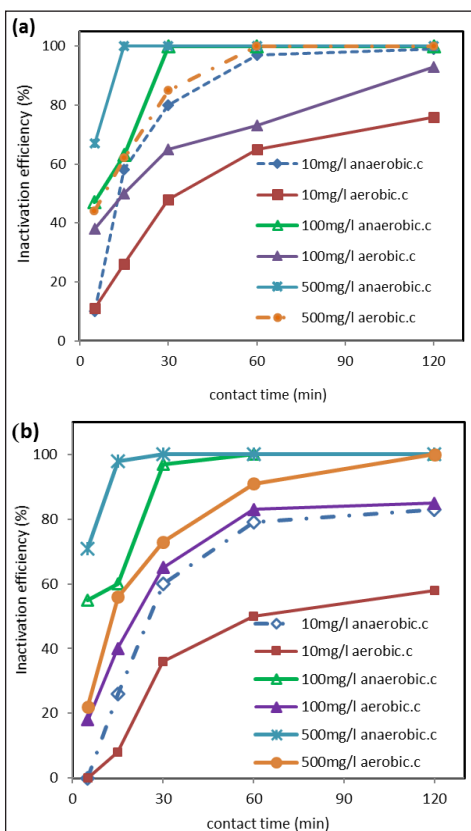 (a)
100
80
60
40
20
0
Inactivation efficiency (%)
10mg/l anaerobic.c
10mg/l aerobic.c
100mg/l anaerobic.c
100mg/l aerobic.c
500mg/l anaerobic.c
500mg/l aerobic.c
0 30 60 90 120
contact time (min)
(b)
100
80
60
40
20
0
Inactivation efficiency (%)
10mg/l anaerobic.c
10mg/l aerobic.c
100mg/l anaerobic.c
100mg/l aerobic.c
500mg/l anaerobic.c
500mg/l aerobic.c
0 30 60 90 120
contact time (min)